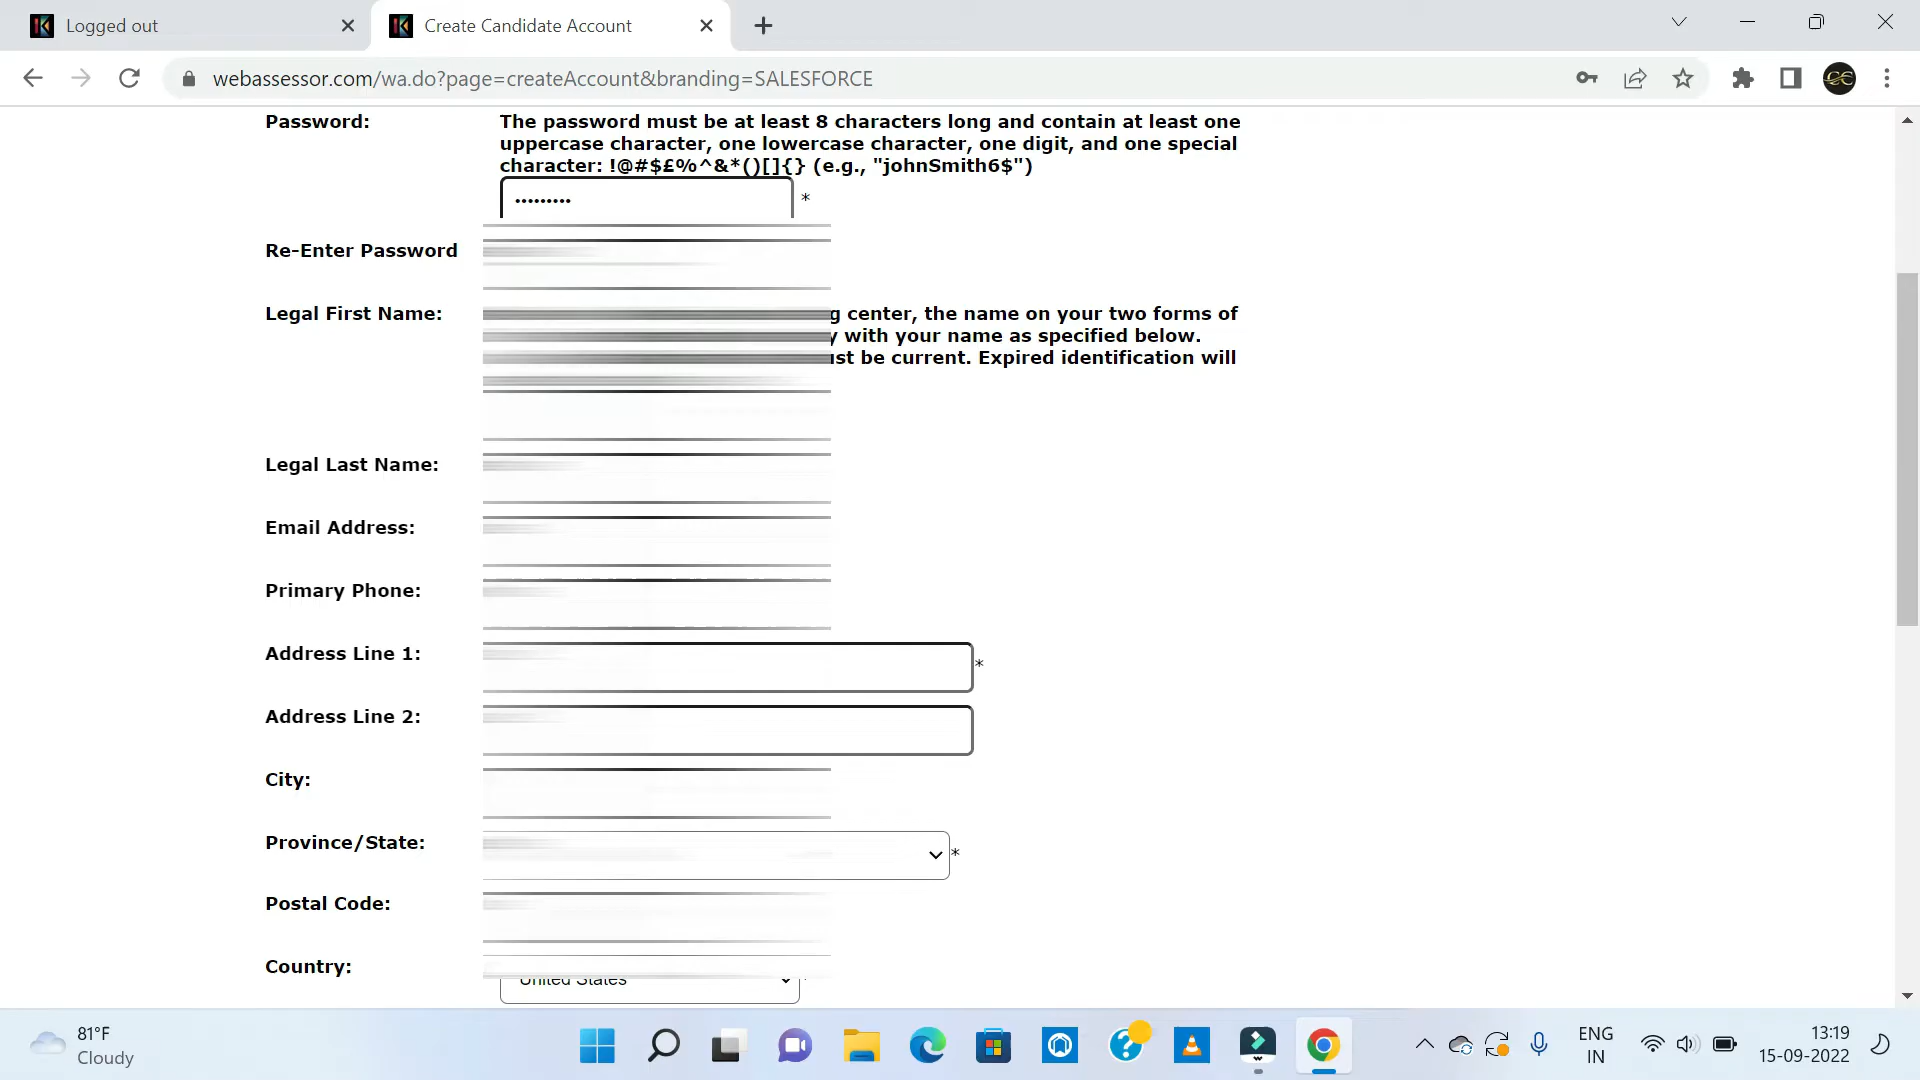 Logged out
Create Candidate Account
webassessor.com/wa.do?page=createAccount&branding=SALESFORCE
Password:
The password must be at least 8 characters long and contain at least one
uppercase character, one lowercase character, one digit, and one special
character: !@#$£%^&*()[]{} (e.g., "johnSmith6$")
••••••••• *
Re-Enter Password
Legal First Name:
center, the name on your two forms of
with your name as specified below.
be current. Expired identification will
Legal Last Name:
Email Address:
Primary Phone:
Address Line 1:
*
Address Line 2:
City:
Province/State:
*
Postal Code:
Country:
United States
81°F
Cloudy
ENG
IN
13:19
15-09-2022